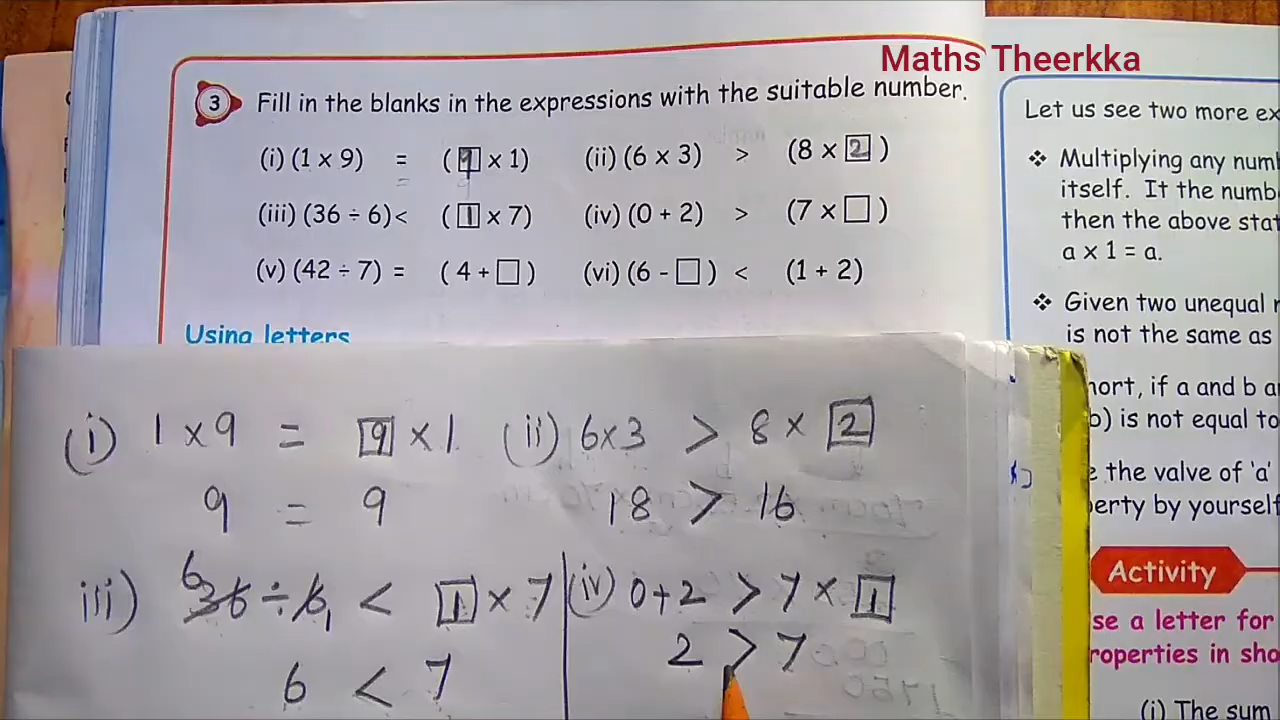 Maths Theerkka
3 Fill in the blanks in the expressions with the suitable number.
(i) (1 x 9) = (9 x 1) (ii) (6 x 3) > (8 x 2)
(iii) (36 ÷ 6)< (1 x 7) (iv) (0 + 2) > (7 x □)
(v) (42 ÷ 7) = (4 + □) (vi) (6 - □) < (1 + 2)
Using letters
(i) 1 x 9 = 9 x 1 (ii) 6x3 > 8 x 2
9 = 9 18 > 16
iii) 6 36 ÷ 6 1 < 1 x 7 (iv) 0+2 > 7 x 1
6 < 7 2 > 7
Let us see two more ex
❖ Multiplying any numb
itself. It the numb
then the above stat
a x 1 = a.
❖ Given two unequal
is not the same as
hort, if a and b a
b) is not equal to
the valve of 'a'
perty by yourself
Activity
se a letter for
roperties in sho
(i) The sum